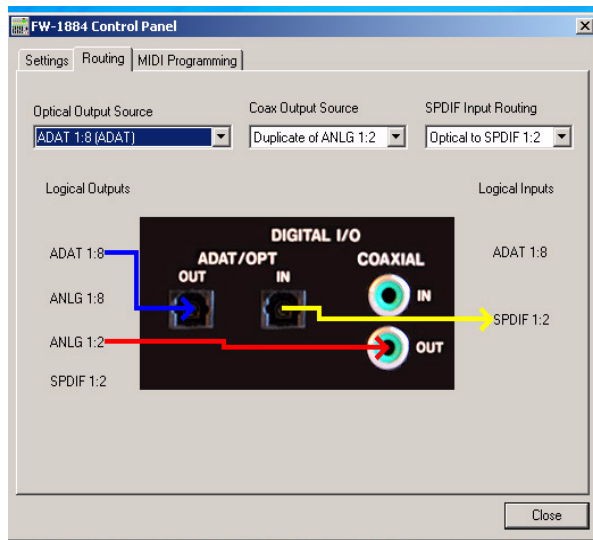 FW-1884 Control Panel
Settings Routing MIDI Programming
Optical Output Source Coax Output Source SPDIF Input Routing
ADAT 1:8 (ADAT) Duplicate of ANLG 1:2 Optical to SPDIF 1:2
Logical Outputs Logical Inputs
DIGITAL I/O
ADAT 1:8 ADAT/OPT COAXIAL ADAT 1:8
OUT IN
ANLG 1:8 IN
SPDIF 1:2
ANLG 1:2 OUT
SPDIF 1:2
Close